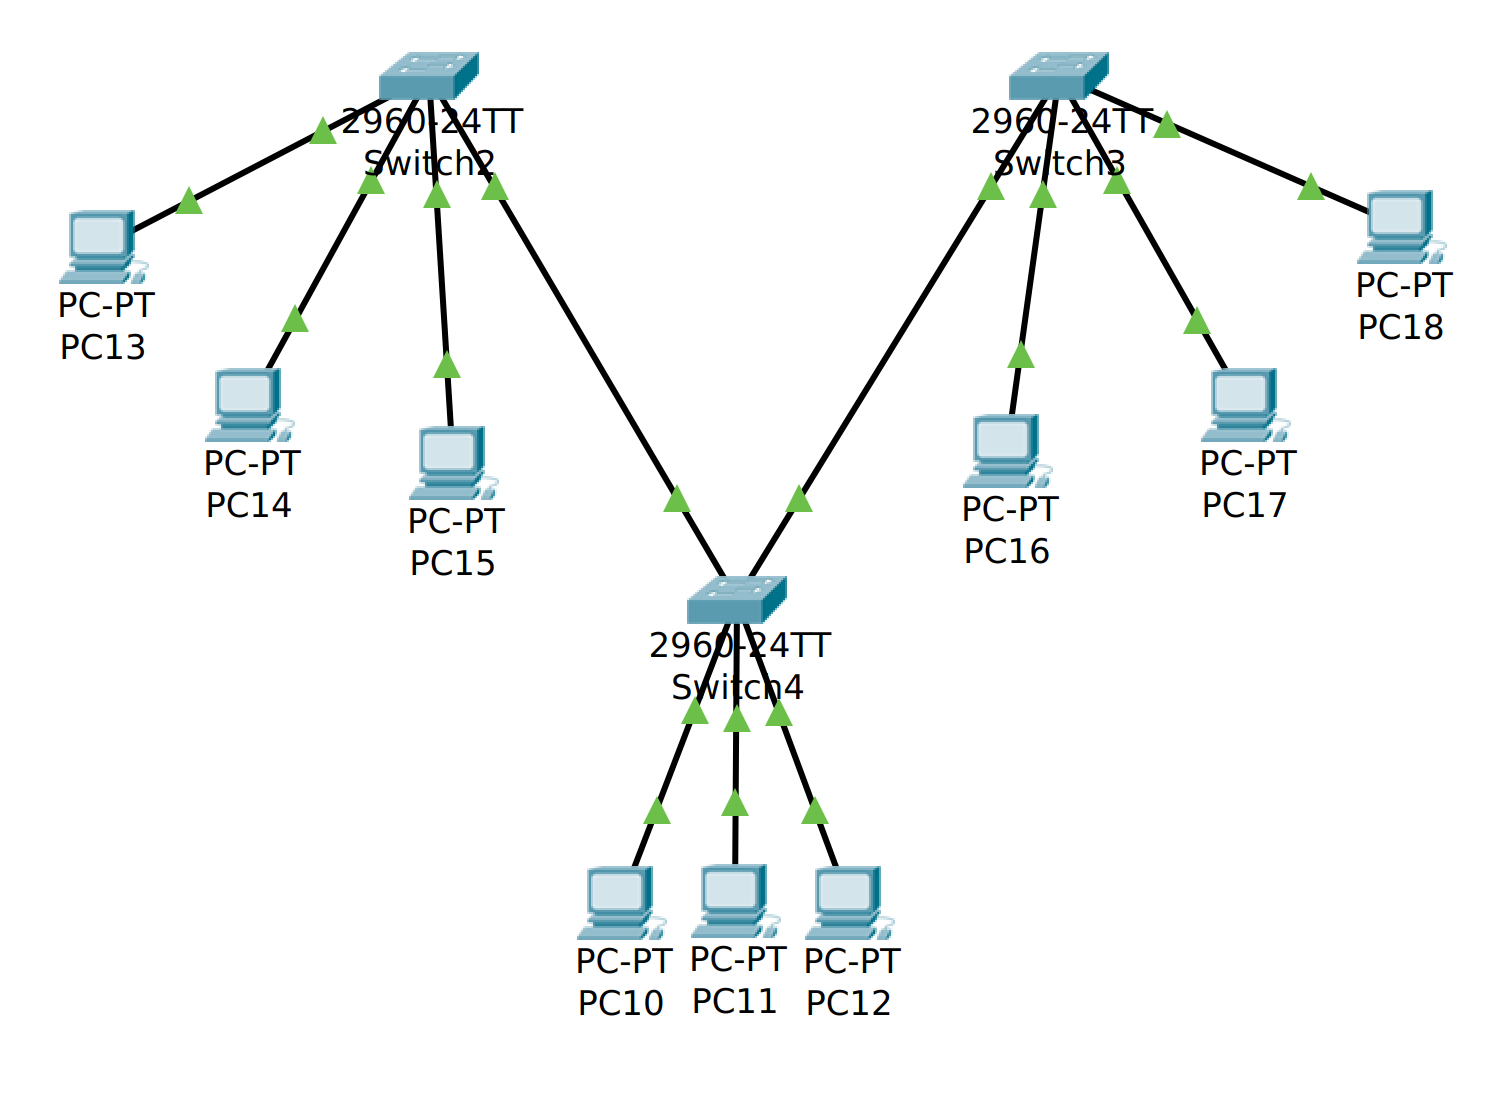 2960-24TT
Switch2
2960-24TT
Switch3
PC-PT
PC13
PC-PT
PC18
PC-PT
PC14
PC-PT
PC17
PC-PT
PC15
PC-PT
PC16
2960-24TT
Switch4
PC-PT
PC10
PC-PT
PC11
PC-PT
PC12